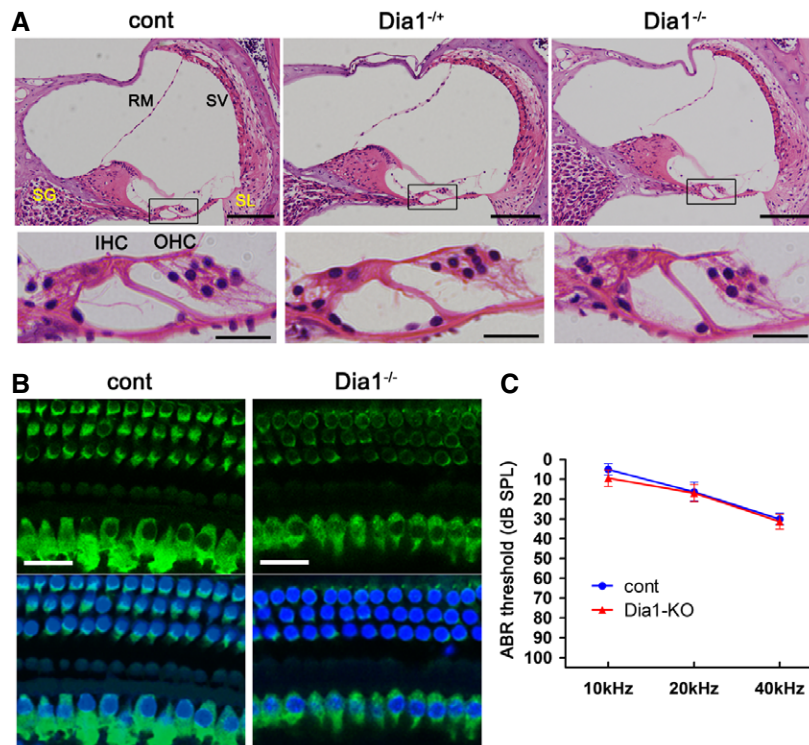 A
cont
Dia1-/+
Dia1-/-
RM
SV
SG
SL
IHC OHC
B
cont
Dia1-/-
C
ABR threshold (dB SPL)
0
10
20
30
40
50
60
70
80
90
100
cont
Dia1-KO
10kHz 20kHz 40kHz